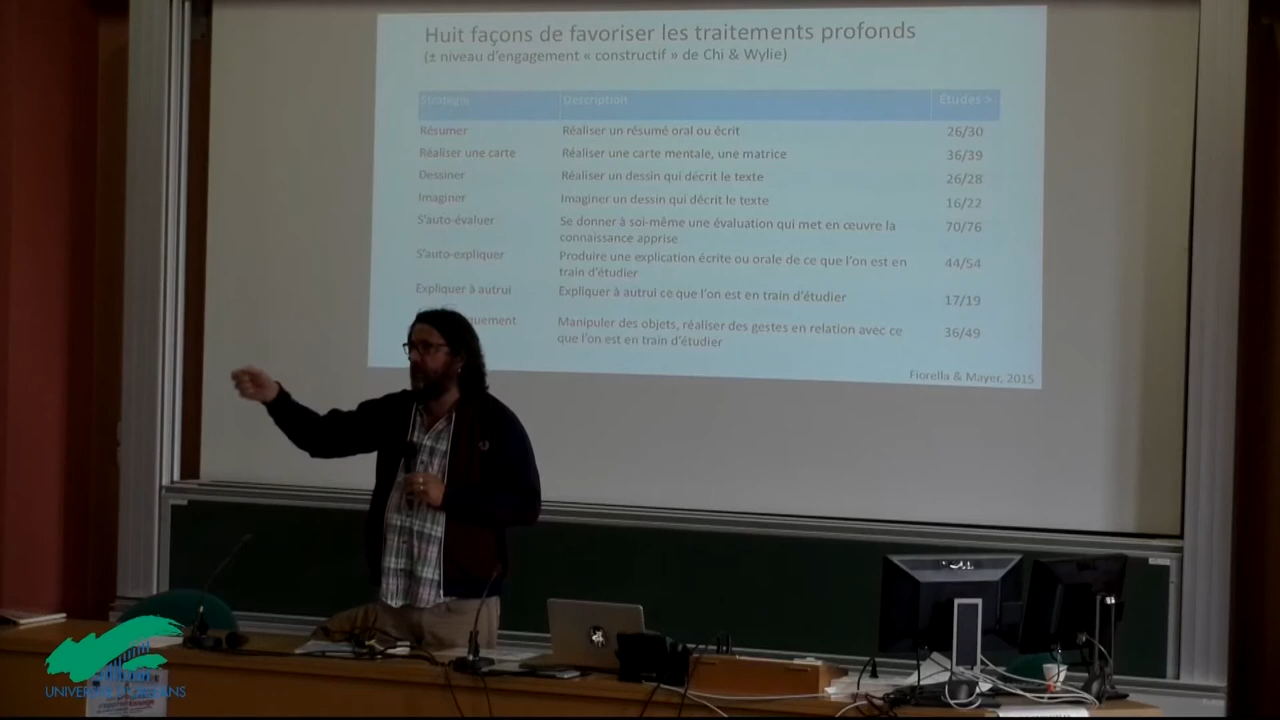 Huit façons de favoriser les traitements profonds
(± niveau d'engagement « constructif » de Chi & Wylie)
Stratégie Description Études >
Résumer Réaliser un résumé oral ou écrit 26/30
Réaliser une carte Réaliser une carte mentale, une matrice 36/39
Dessiner Réaliser un dessin qui décrit le texte 26/28
Imaginer Imaginer un dessin qui décrit le texte 16/22
S'auto-évaluer Se donner à soi-même une évaluation qui met en œuvre la
connaissance apprise 70/76
S'auto-expliquer Produire une explication écrite ou orale de ce que l'on est en
train d'étudier 44/54
Expliquer à autrui Expliquer à autrui ce que l'on est en train d'étudier 17/19
Manipuler des objets, réaliser des gestes en relation avec ce
que l'on est en train d'étudier 36/49
Fiorella & Mayer, 2015
UNIVERSITÉ D'ORLÉANS